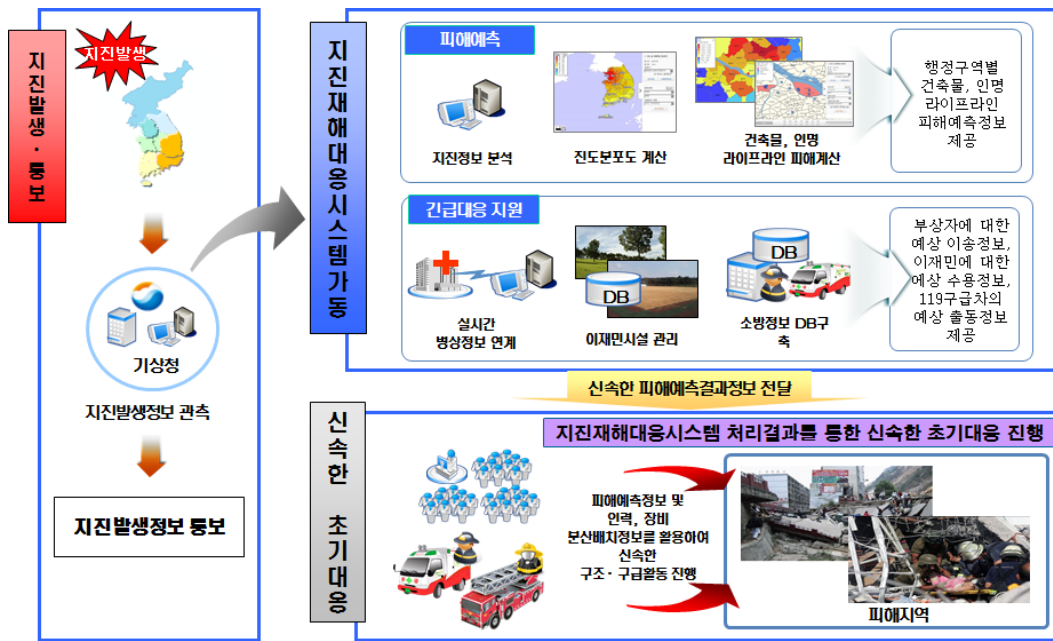 지진발생·통보
지진발생
기상청
지진발생정보 관측
지진발생정보 통보
지진재해대응시스템가동
피해예측
지진정보 분석
진도분포도 계산
건축물, 인명
라이프라인 피해계산
행정구역별
건축물, 인명
라이프라인
피해예측정보
제공
긴급대응 지원
실시간
병상정보 연계
DB
이재민시설 관리
DB
소방정보 DB구
축
부상자에 대한
예상 이송정보,
이재민에 대한
예상 수용정보,
119구급차의
예상 출동정보
제공
신속한 피해예측결과정보 전달
신속한 초기대응
지진재해대응시스템 처리결과를 통한 신속한 초기대응 진행
피해예측정보 및
인력, 장비
분산배치정보를 활용하여
신속한
구조·구급활동 진행
피해지역